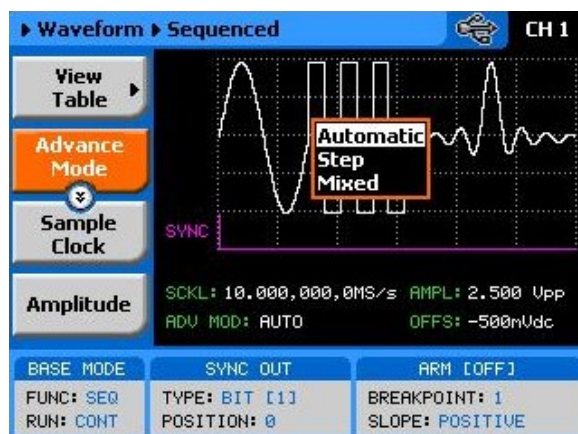 Waveform Sequenced CH 1
View Table
Advance Mode
Sample Clock
Amplitude
Automatic
Step
Mixed
SYNC
SCKL: 10.000,000,0MS/s AMPL: 2.500 Vpp
ADV MOD: AUTO OFFS: -500mVdc
BASE MODE
FUNC: SEQ
RUN: CONT
SYNC OUT
TYPE: BIT [1]
POSITION: 0
ARM [OFF]
BREAKPOINT: 1
SLOPE: POSITIVE